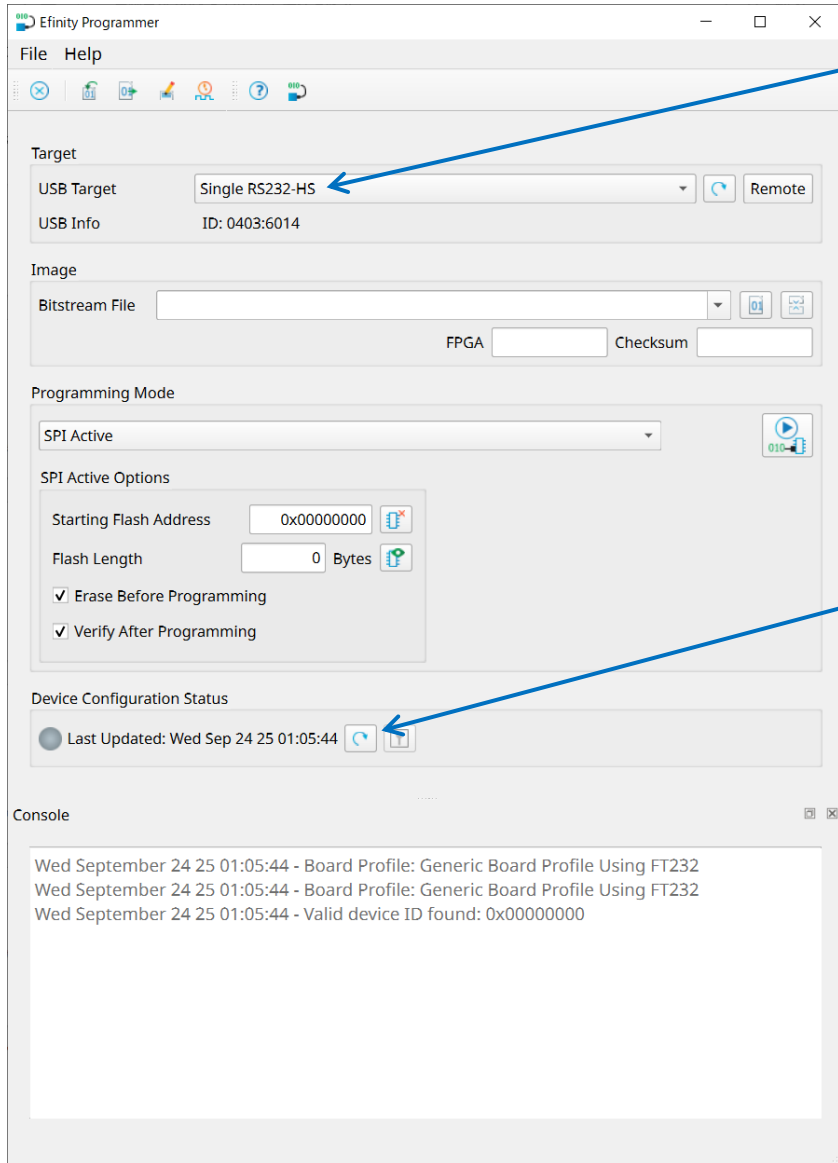 Efinity Programmer
File Help
Target
USB Target Single RS232-HS Remote
USB Info ID: 0403:6014
Image
Bitstream File
FPGA Checksum
Programming Mode
SPI Active
SPI Active Options
Starting Flash Address 0x00000000
Flash Length 0 Bytes
Erase Before Programming
Verify After Programming
Device Configuration Status
Last Updated: Wed Sep 24 25 01:05:44
Console
Wed September 24 25 01:05:44 - Board Profile: Generic Board Profile Using FT232
Wed September 24 25 01:05:44 - Board Profile: Generic Board Profile Using FT232
Wed September 24 25 01:05:44 - Valid device ID found: 0x00000000